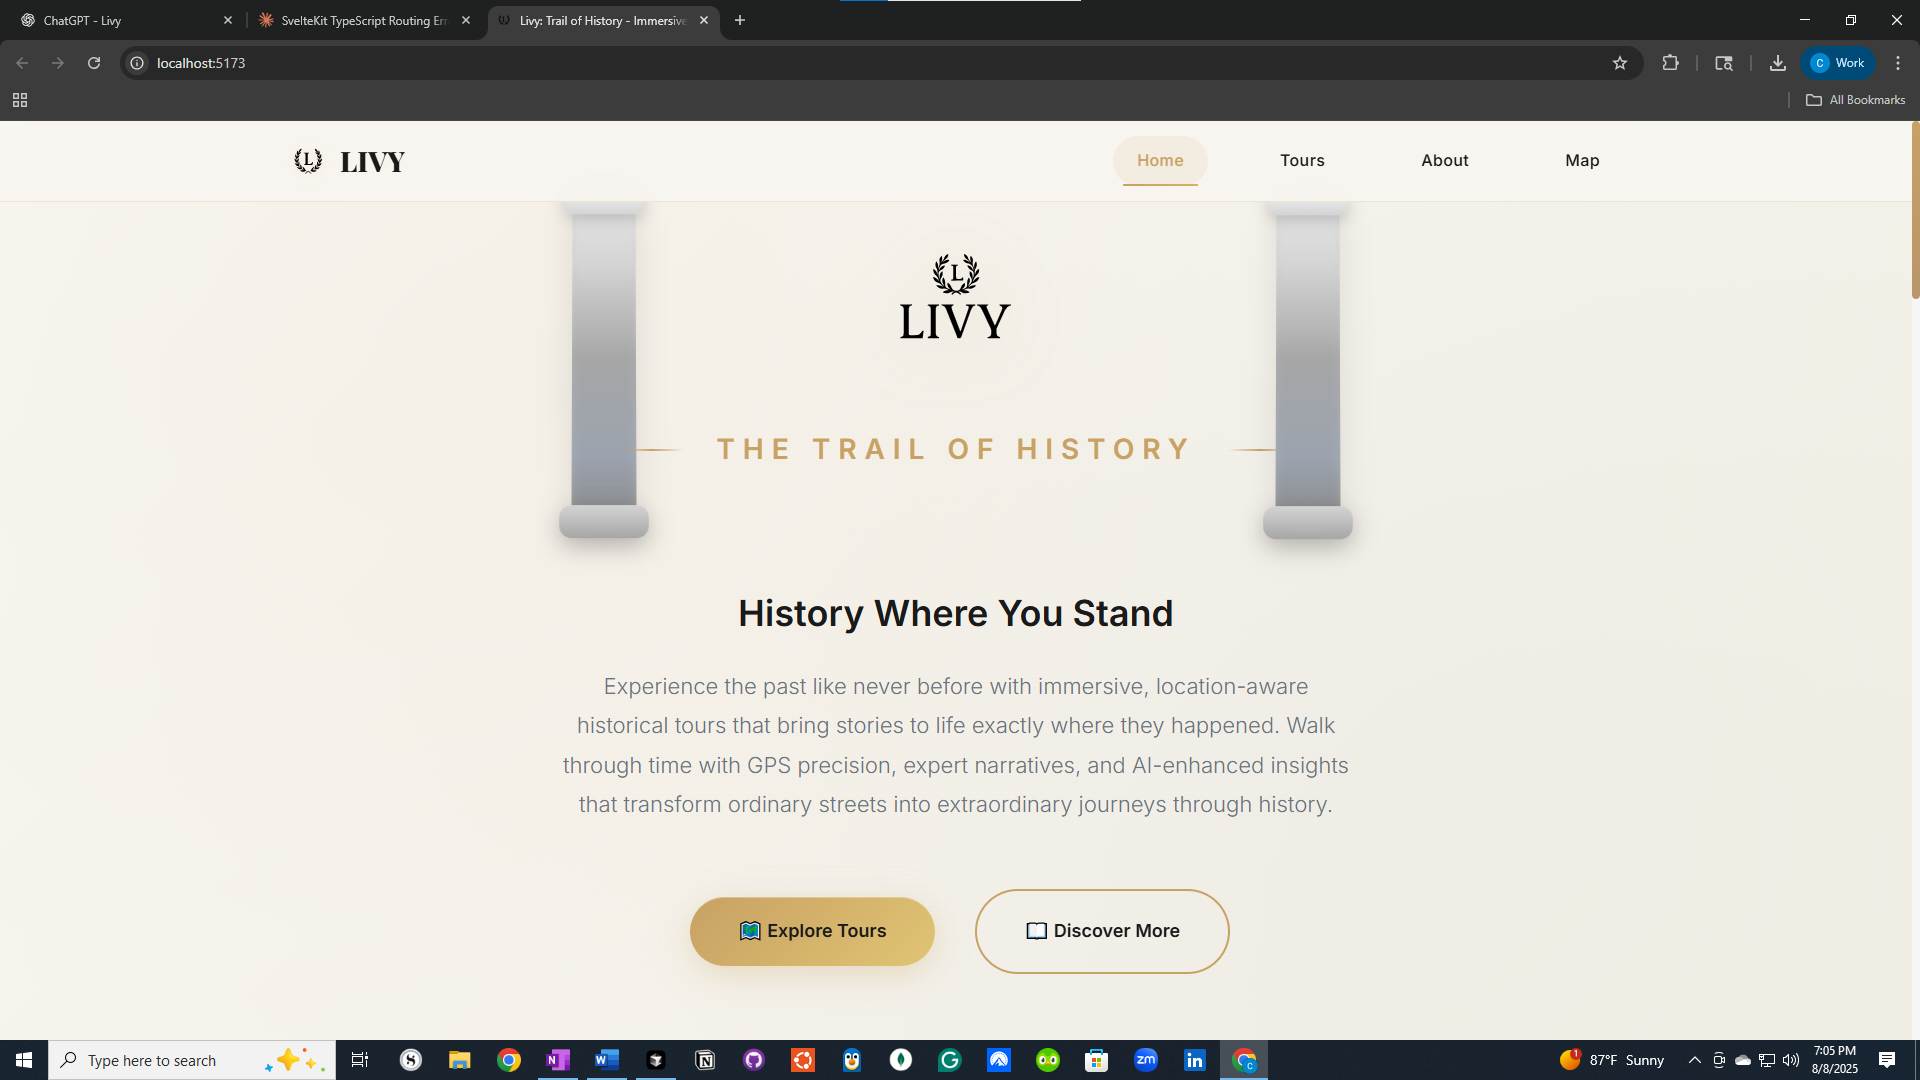 ChatGPT - Livy
SvelteKit TypeScript Routing Er
Livy: Trail of History - Immersive
localhost:5173
Work
All Bookmarks
L LIVY
Home
Tours
About
Map
L
LIVY
THE TRAIL OF HISTORY
History Where You Stand
Experience the past like never before with immersive, location-aware
historical tours that bring stories to life exactly where they happened. Walk
through time with GPS precision, expert narratives, and AI-enhanced insights
that transform ordinary streets into extraordinary journeys through history.
Explore Tours
Discover More
Type here to search
87°F Sunny
7:05 PM
8/8/2025